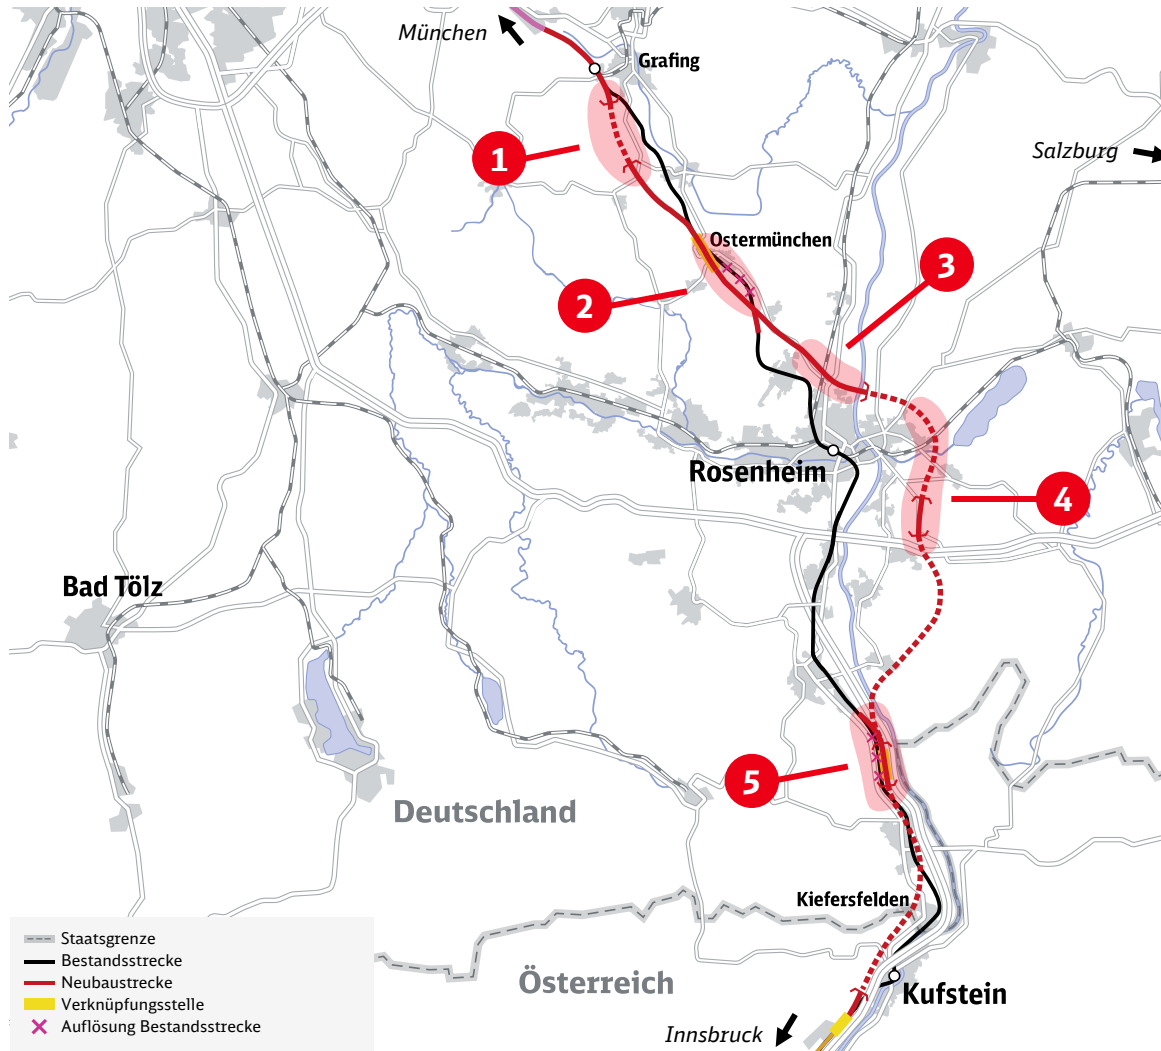 München
Grafing
1
Salzburg
Ostermünchen
3
2
Rosenheim
4
Bad Tölz
5
Deutschland
Kiefersfelden
Staatsgrenze
Bestandsstrecke
Neubaustrecke
Verknüpfungsstelle
Auflösung Bestandsstrecke
Österreich
Kufstein
Innsbruck